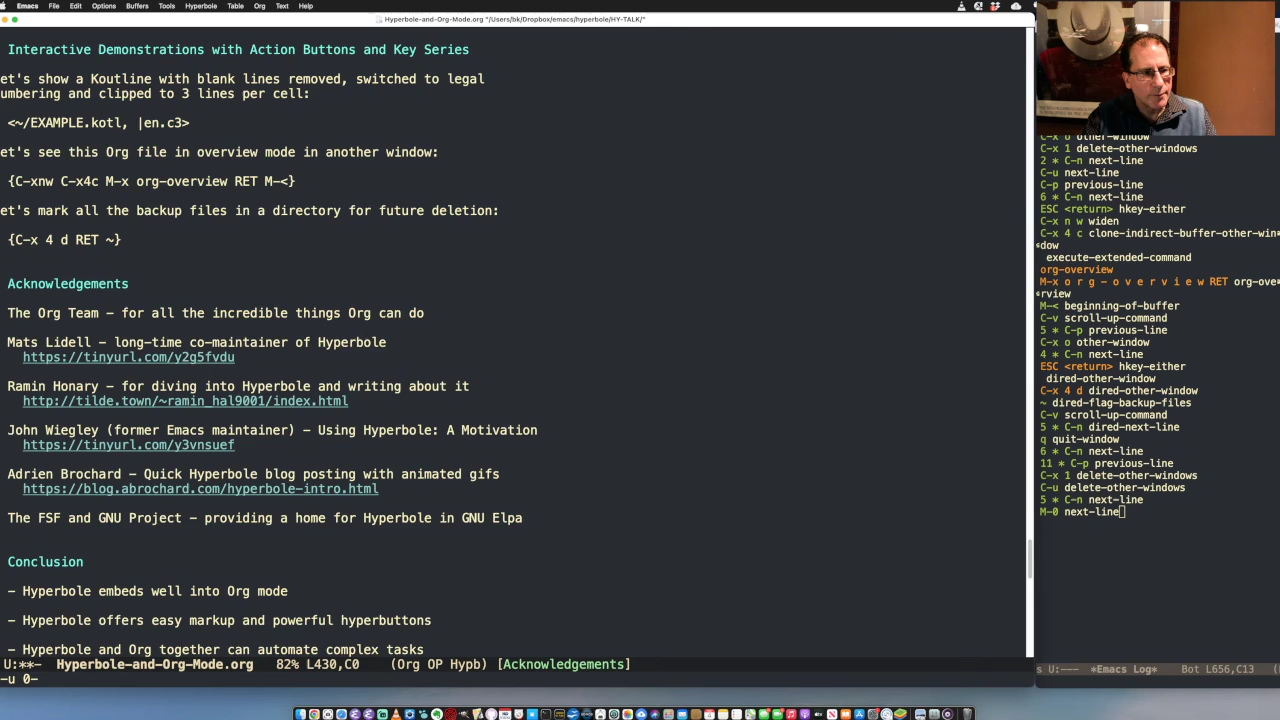 Emacs File Edit Options Buffers Tools Hyperbole Table Org Text Help
Hyperbole-and-Org-Mode.org "/Users/bk/Dropbox/emacs/hyperbole/HY-TALK/"
Interactive Demonstrations with Action Buttons and Key Series
et's show a Koutline with blank lines removed, switched to legal
umbering and clipped to 3 lines per cell:
<~/EXAMPLE.kotl, |en.c3>
et's see this Org file in overview mode in another window:
{C-xnw C-x4c M-x org-overview RET M-<}
et's mark all the backup files in a directory for future deletion:
{C-x 4 d RET ~}
Acknowledgements
The Org Team – for all the incredible things Org can do
Mats Lidell – long-time co-maintainer of Hyperbole
https://tinyurl.com/y2g5fvdu
Ramin Honary – for diving into Hyperbole and writing about it
http://tilde.town/~ramin_hal9001/index.html
John Wiegley (former Emacs maintainer) – Using Hyperbole: A Motivation
https://tinyurl.com/y3vnsuef
Adrien Brochard – Quick Hyperbole blog posting with animated gifs
https://blog.abrochard.com/hyperbole-intro.html
The FSF and GNU Project – providing a home for Hyperbole in GNU Elpa
Conclusion
– Hyperbole embeds well into Org mode
– Hyperbole offers easy markup and powerful hyperbuttons
– Hyperbole and Org together can automate complex tasks
U:**- Hyperbole-and-Org-Mode.org 82% L430,C0 (Org OP Hypb) [Acknowledgements]
-u 0-
C-x o other-window
C-x 1 delete-other-windows
2 * C-n next-line
C-u next-line
C-p previous-line
6 * C-n next-line
ESC <return> hkey-either
C-x n w widen
C-x 4 c clone-indirect-buffer-other-win
dow
execute-extended-command
org-overview
M-x o r g - o v e r v i e w RET org-ove
rview
M-< beginning-of-buffer
C-v scroll-up-command
5 * C-p previous-line
C-x o other-window
4 * C-n next-line
ESC <return> hkey-either
dired-other-window
C-x 4 d dired-other-window
~ dired-flag-backup-files
C-v scroll-up-command
5 * C-n dired-next-line
q quit-window
6 * C-n next-line
11 * C-p previous-line
C-x 1 delete-other-windows
C-u delete-other-windows
5 * C-n next-line
M-0 next-line
s U:--- *Emacs Log* Bot L656,C13